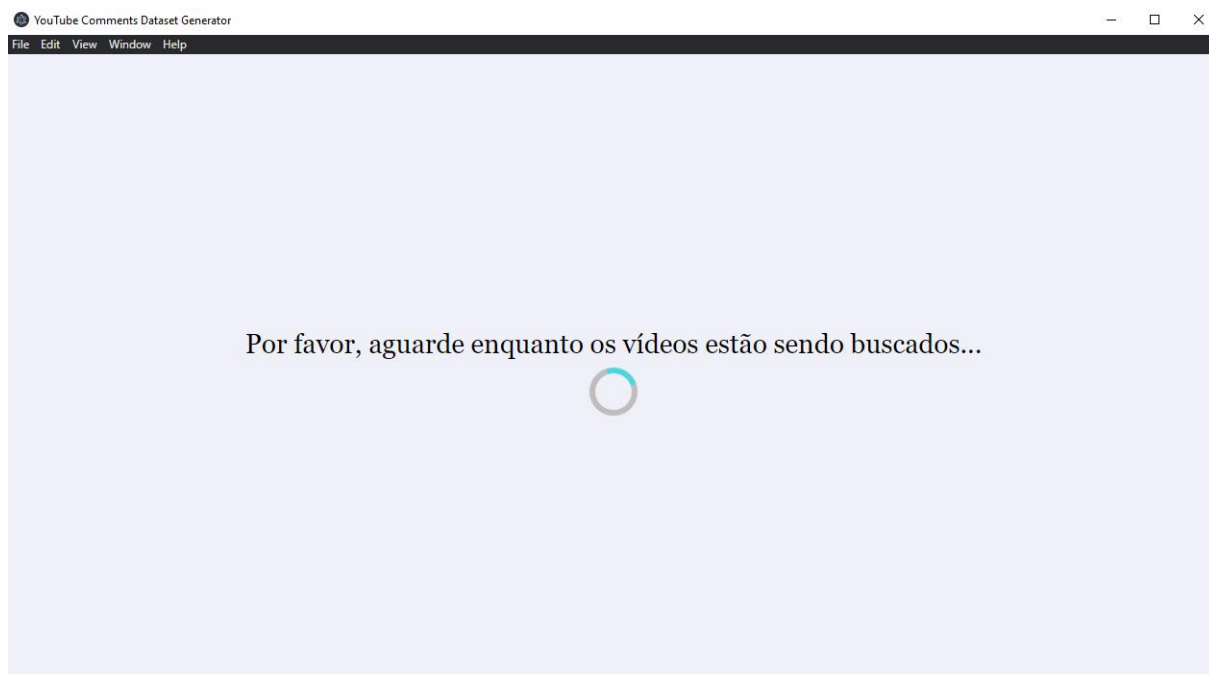 YouTube Comments Dataset Generator
File Edit View Window Help
Por favor, aguarde enquanto os vídeos estão sendo buscados...